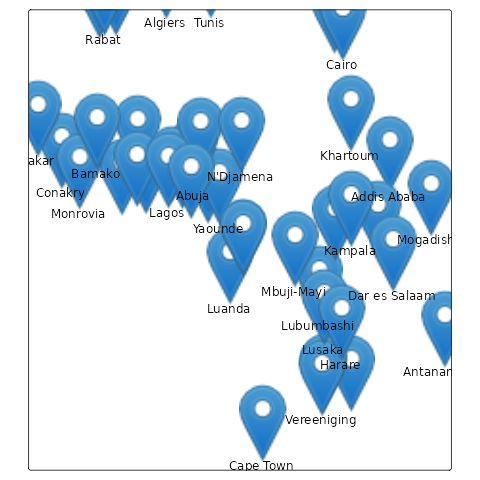 Algiers
Tunis
Rabat
Cairo
Khartoum
akar
Bamako
N'Djamena
Conakry
Abuja
Addis Ababa
Monrovia
Lagos
Yaounde
Mogadish
Kampala
Mbuji-Mayi
Dar es Salaam
Luanda
Lubumbashi
Lusaka
Harare
Antanar
Vereeniging
Cape Town